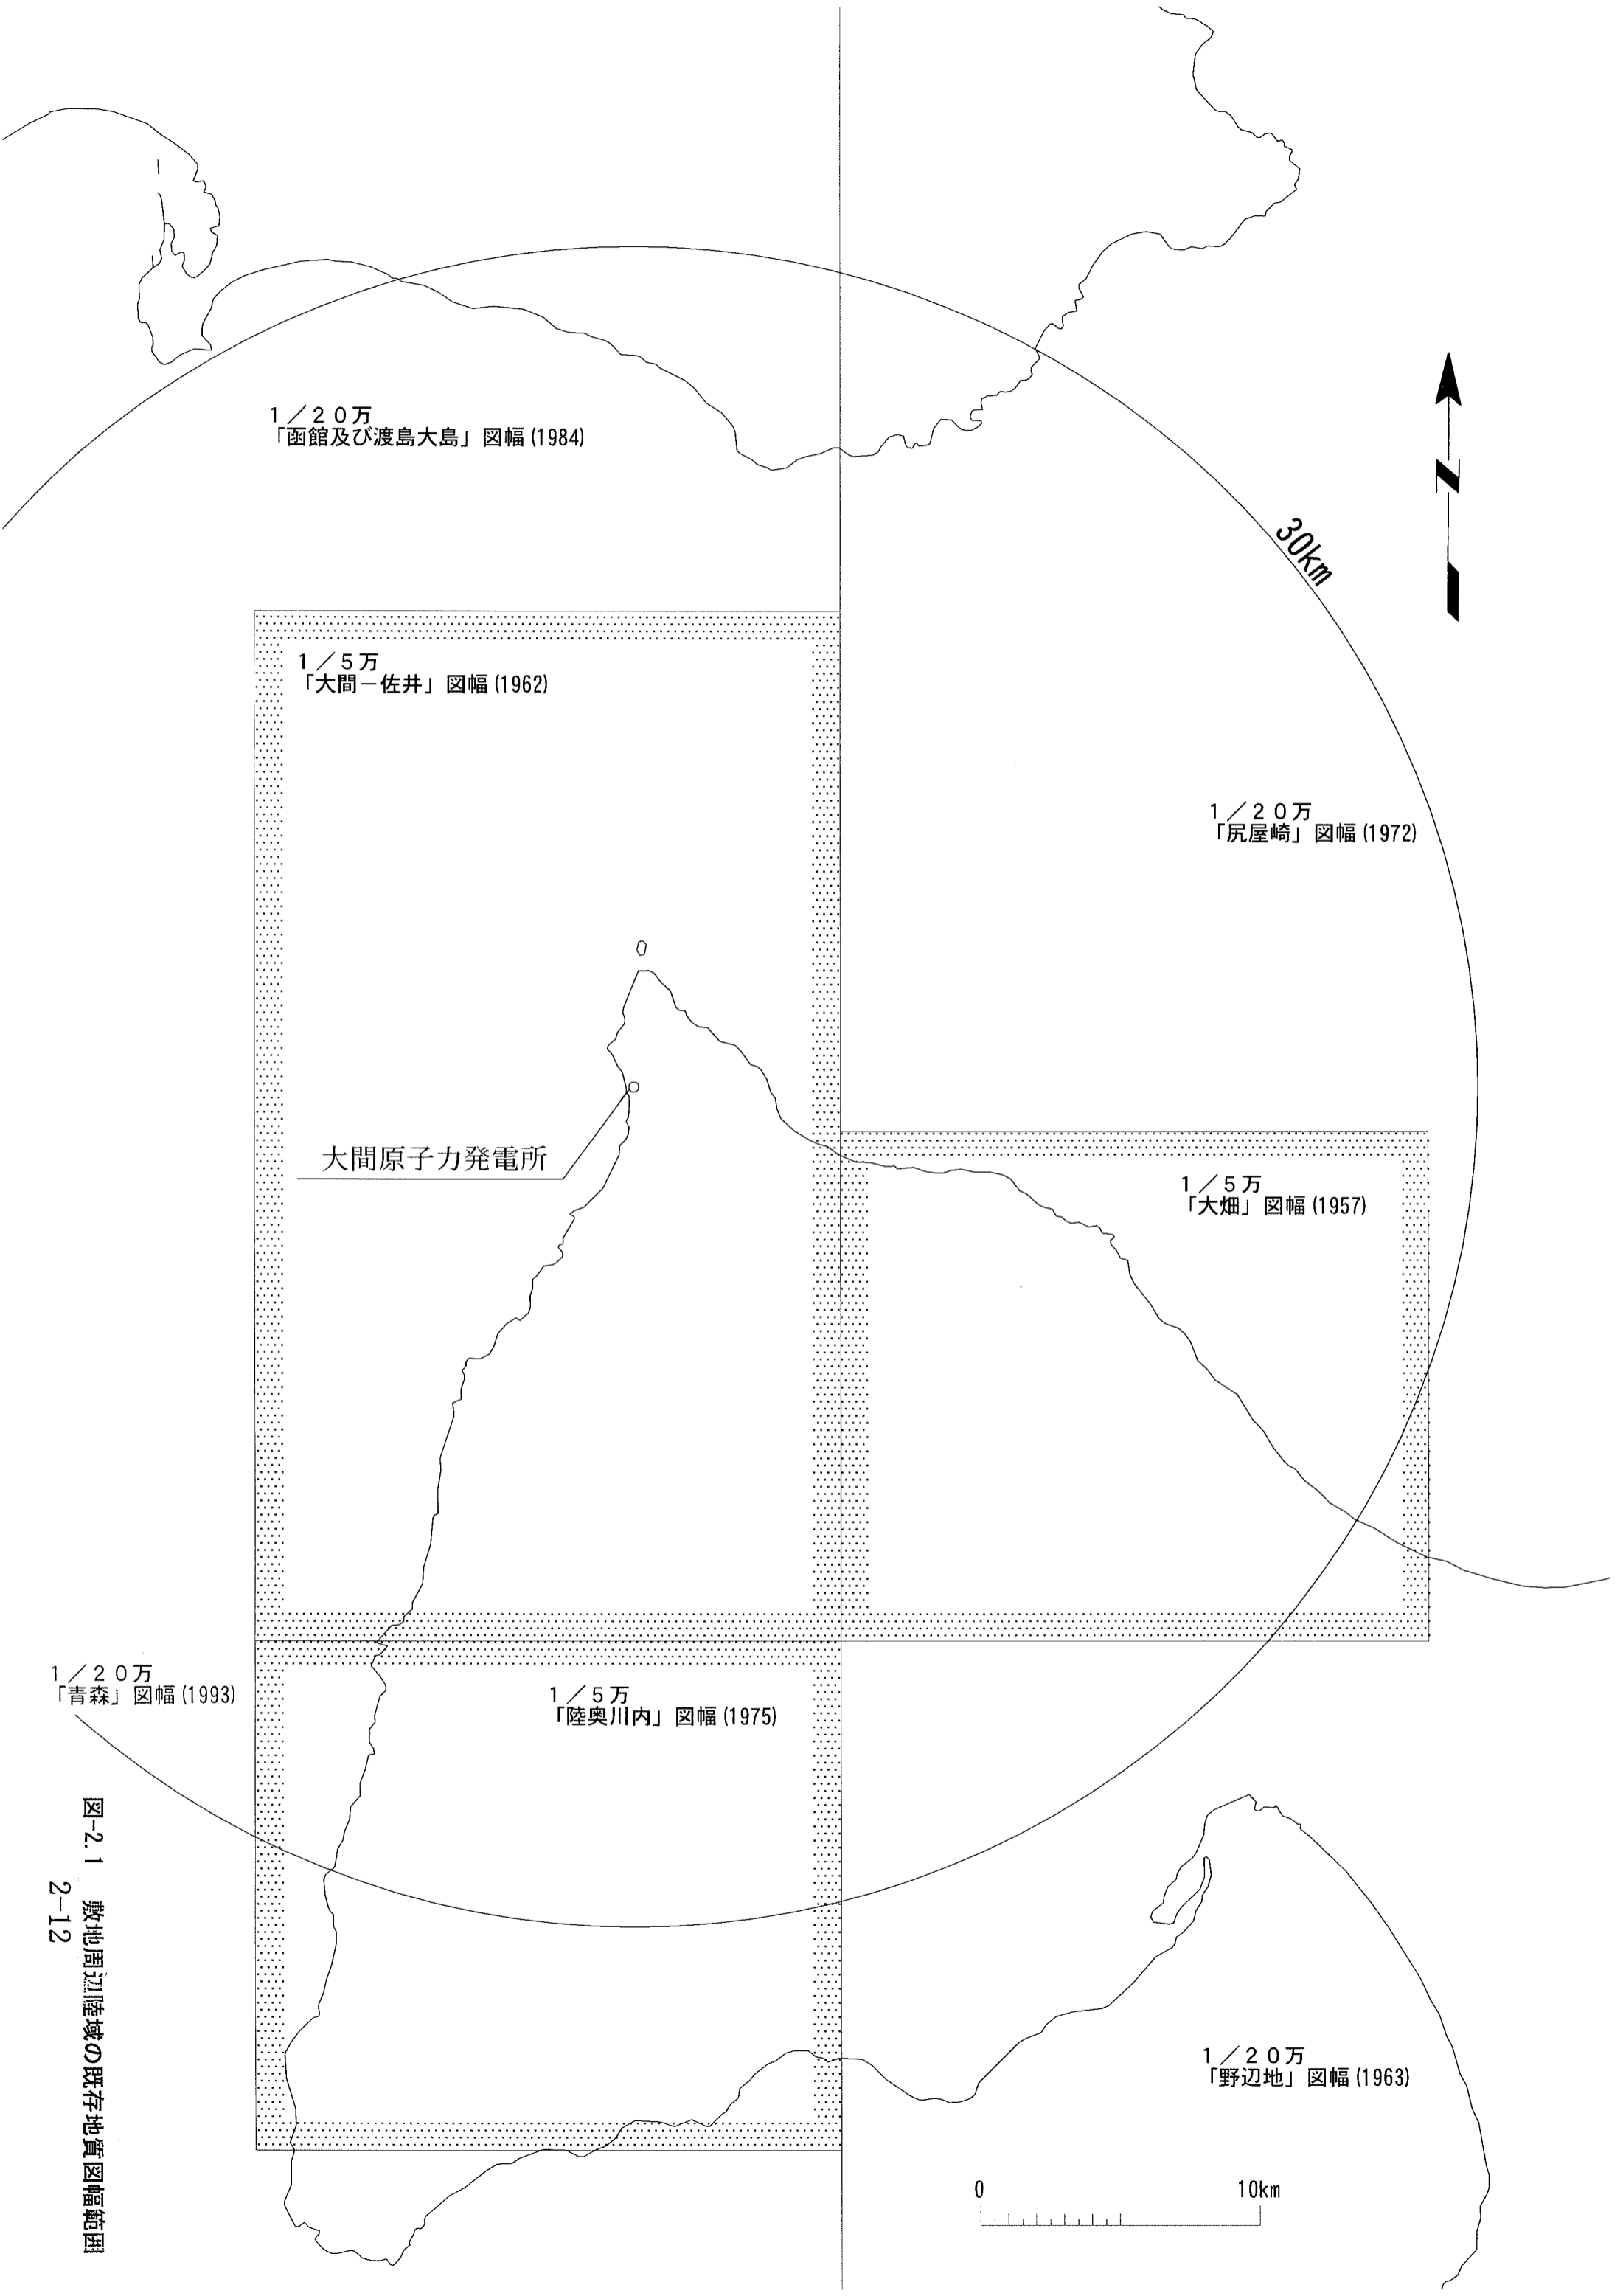 1／20万
「函館及び渡島大島」図幅(1984)
N
30km
1／5万
「大間－佐井」図幅(1962)
1／20万
「尻屋崎」図幅(1972)
大間原子力発電所
1／5万
「大畑」図幅(1957)
1／20万
「青森」図幅(1993)
1／5万
「陸奥川内」図幅(1975)
1／20万
「野辺地」図幅(1963)
0 10km
図-2.1 敷地周辺陸域の既存地質図幅範囲
2-12